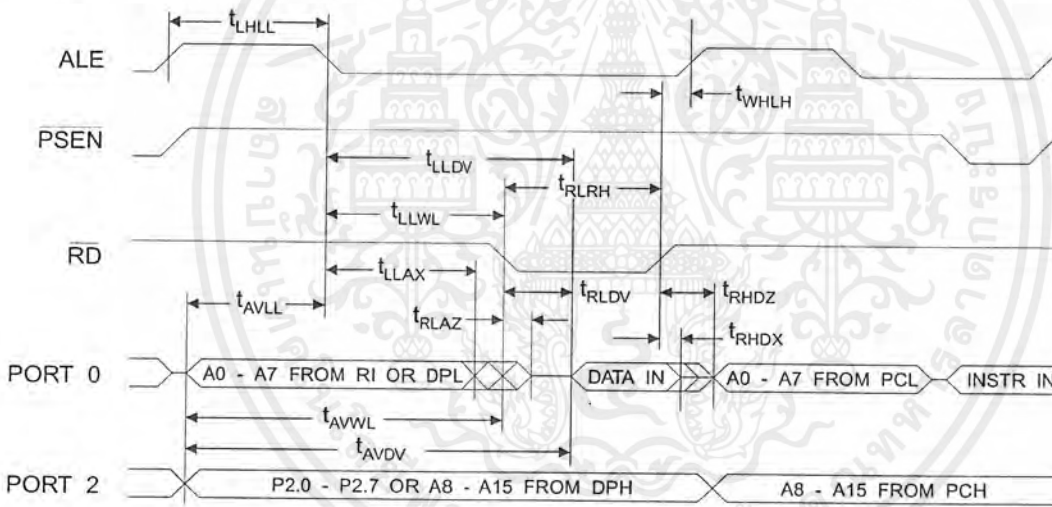 tLHLL
ALE
tWHLH
PSEN
tLLDV
tRLRH
tLLWL
RD
tLLAX
tRLDV
tRHDZ
tAVLL
tRLAZ
tRHDX
PORT 0
A0 - A7 FROM RI OR DPL
DATA IN
A0 - A7 FROM PCL
INSTR IN
tAVWL
tAVDV
PORT 2
P2.0 - P2.7 OR A8 - A15 FROM DPH
A8 - A15 FROM PCH